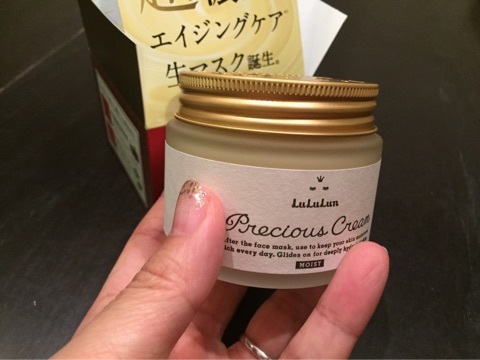 エイジングケア
生マスク誕生。
LuLuLun
Precious Cream
After the face mask, use to keep your skin
rich every day. Glides on for deeply
MOIST